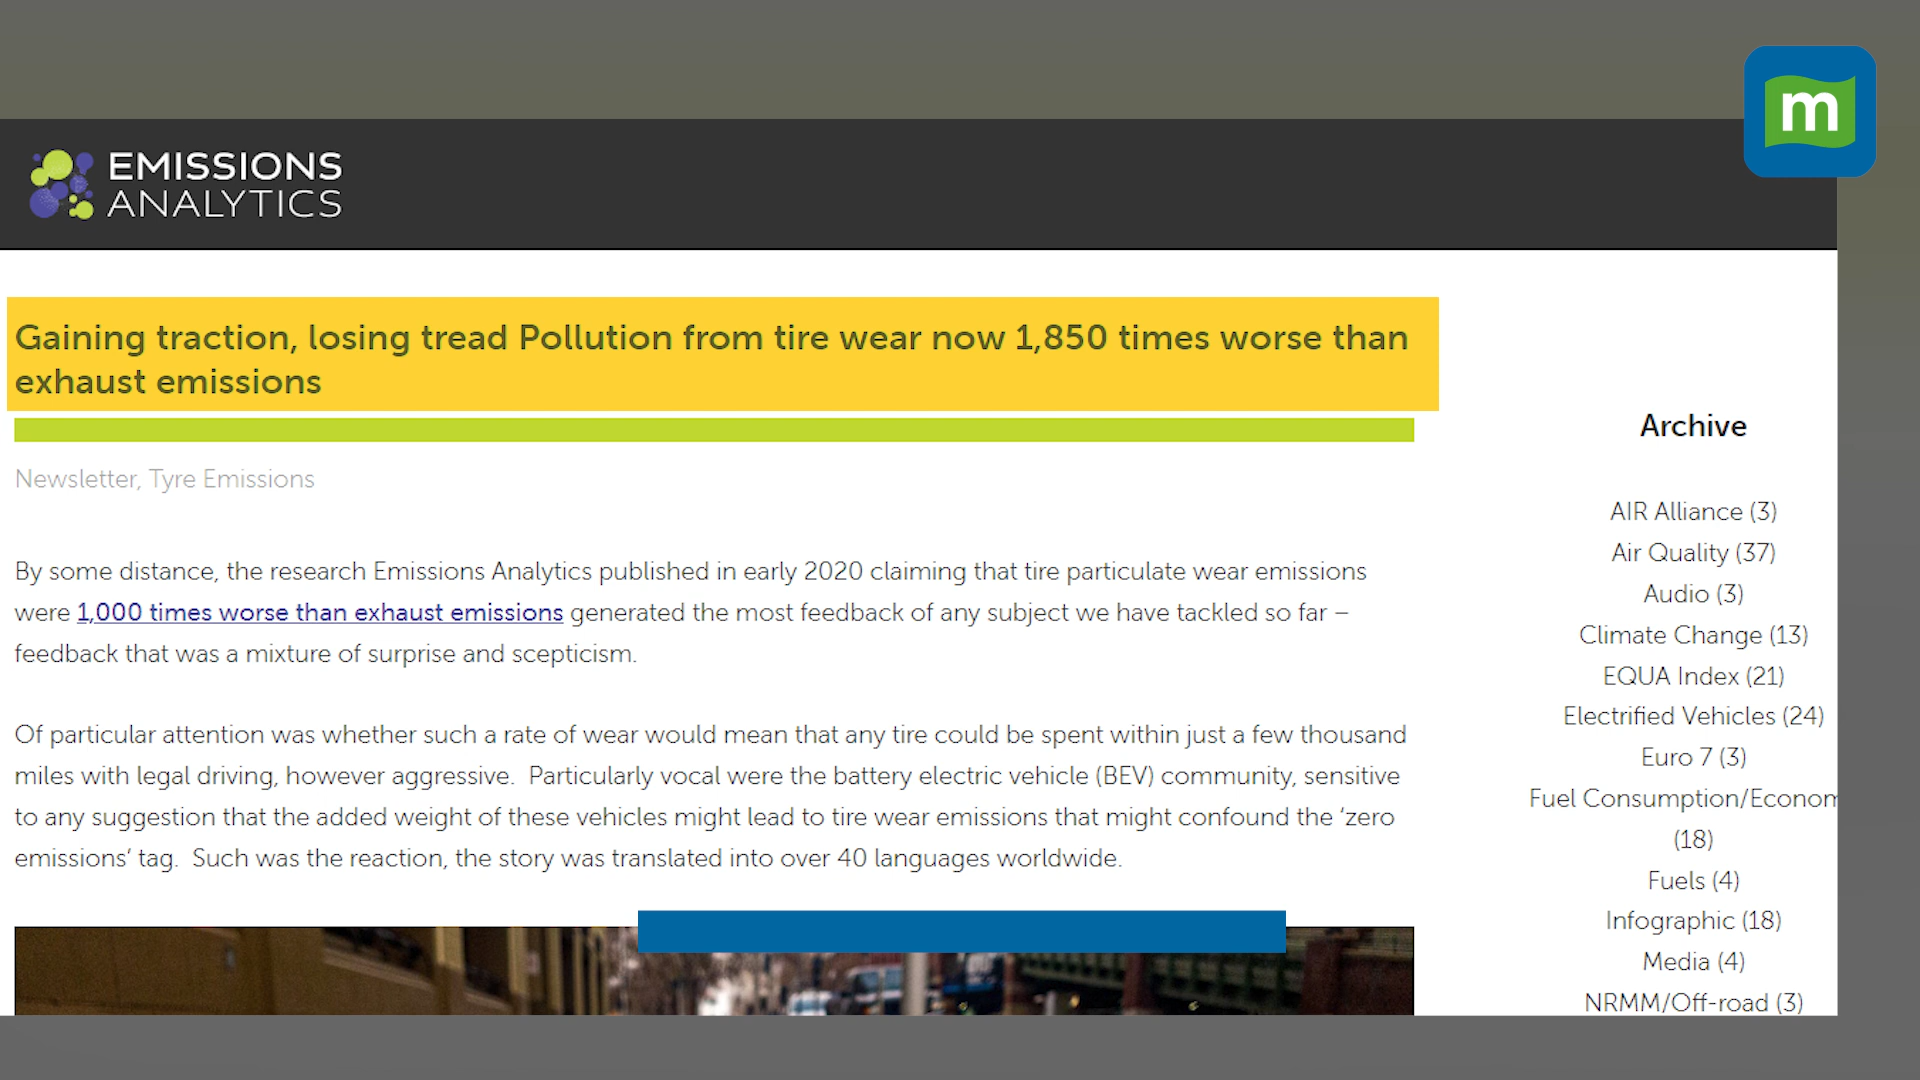 m
EMISSIONS
ANALYTICS
Gaining traction, losing tread Pollution from tire wear now 1,850 times worse than
exhaust emissions
Newsletter, Tyre Emissions
By some distance, the research Emissions Analytics published in early 2020 claiming that tire particulate wear emissions
were 1,000 times worse than exhaust emissions generated the most feedback of any subject we have tackled so far –
feedback that was a mixture of surprise and scepticism.
Of particular attention was whether such a rate of wear would mean that any tire could be spent within just a few thousand
miles with legal driving, however aggressive.  Particularly vocal were the battery electric vehicle (BEV) community, sensitive
to any suggestion that the added weight of these vehicles might lead to tire wear emissions that might confound the ‘zero
emissions’ tag.  Such was the reaction, the story was translated into over 40 languages worldwide.
Archive
AIR Alliance (3)
Air Quality (37)
Audio (3)
Climate Change (13)
EQUA Index (21)
Electrified Vehicles (24)
Euro 7 (3)
Fuel Consumption/Econom
(18)
Fuels (4)
Infographic (18)
Media (4)
NRMM/Off-road (3)